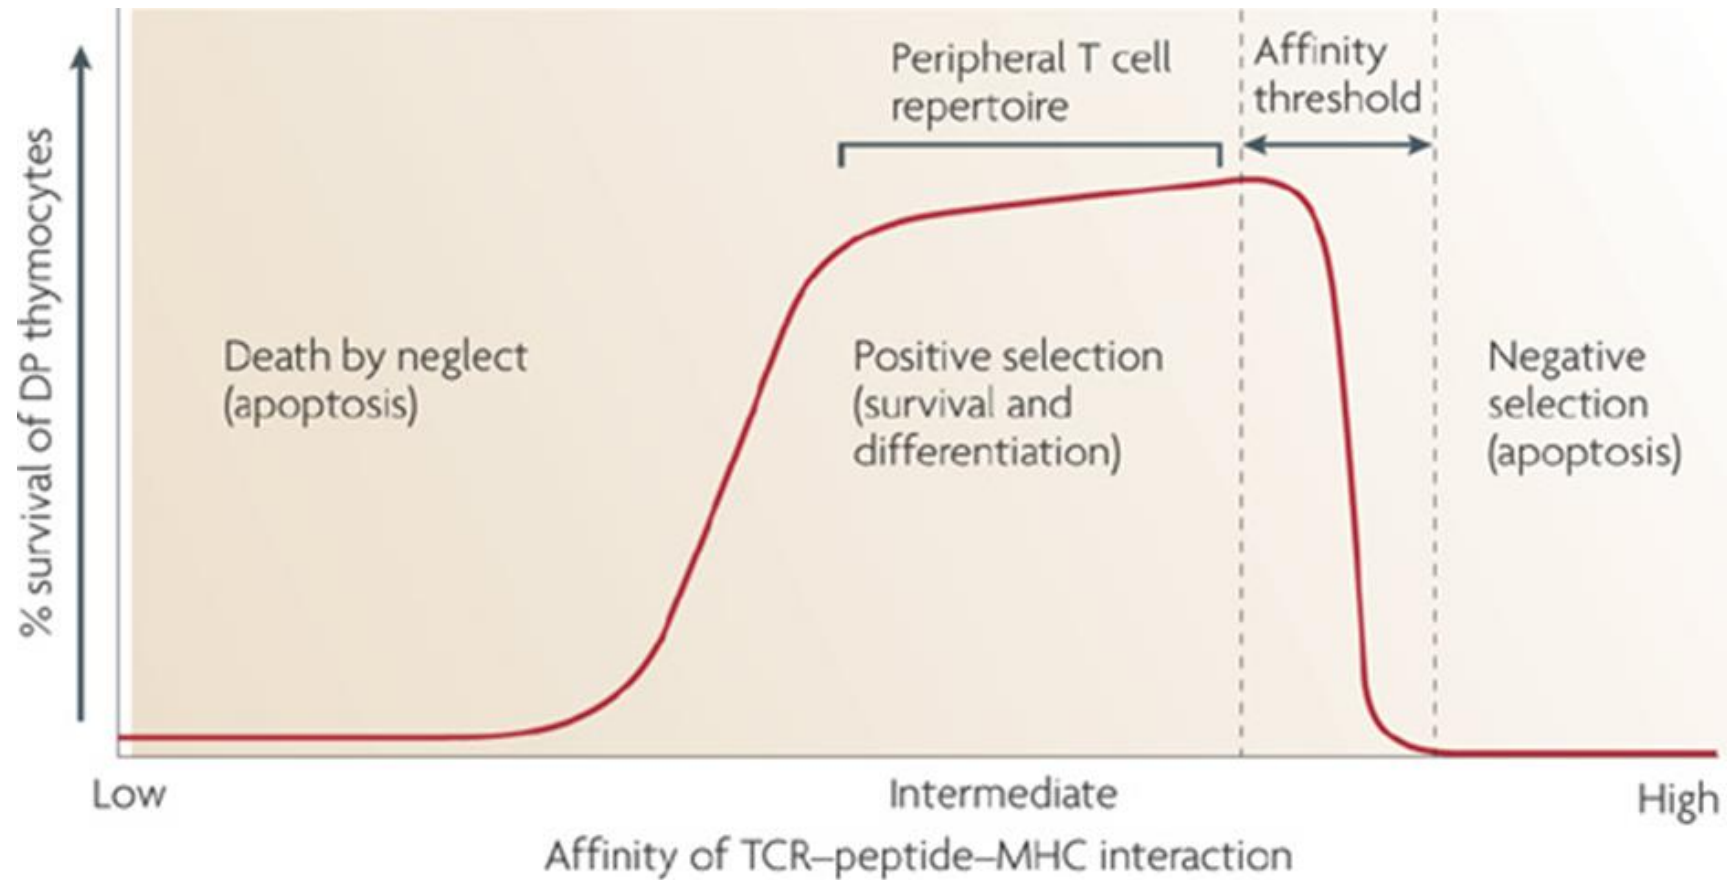 Peripheral T cell
repertoire
Affinity
threshold
% survival of DP thymocytes
Death by neglect
(apoptosis)
Positive selection
(survival and
differentiation)
Negative
selection
(apoptosis)
Low
Intermediate
High
Affinity of TCR–peptide–MHC interaction